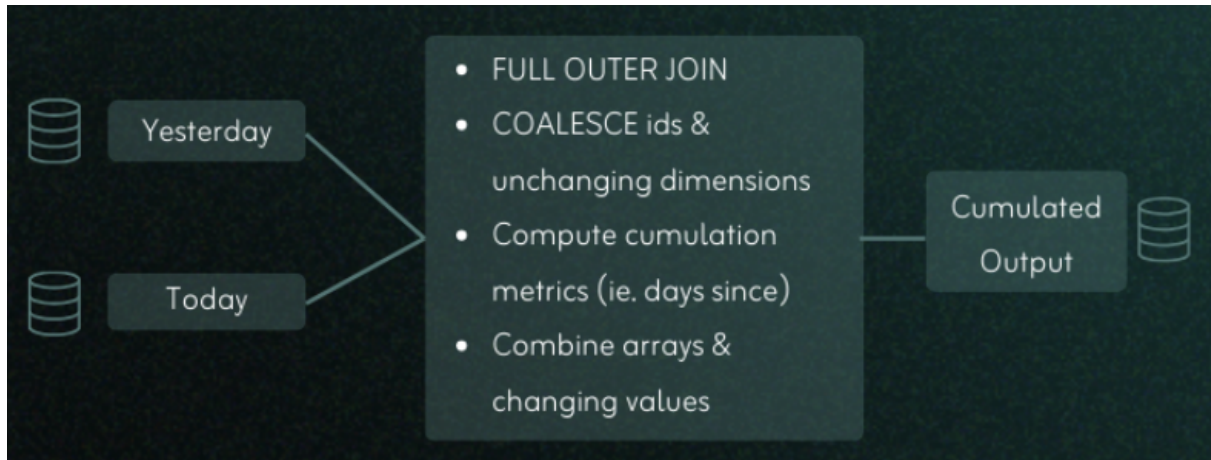 Yesterday
Today
• FULL OUTER JOIN
• COALESCE ids &
unchanging dimensions
• Compute cumulation
metrics (ie. days since)
• Combine arrays &
changing values
Cumulated
Output